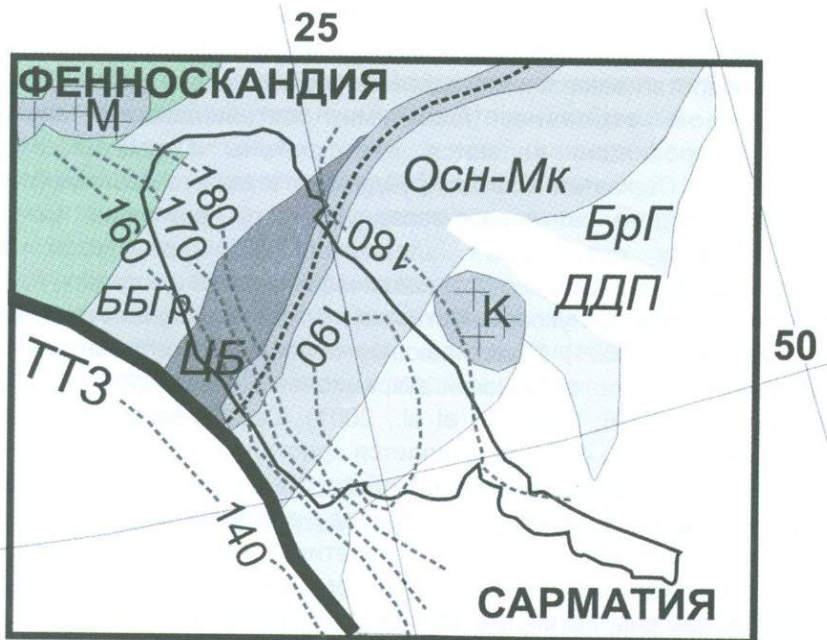 25
ФЕННОСКАНДИЯ
М
Осн-Мк
180
170
160
180
БрГ
ДДП
ББГр
К
190
50
ЦБ
ТТЗ
140
САРМАТИЯ